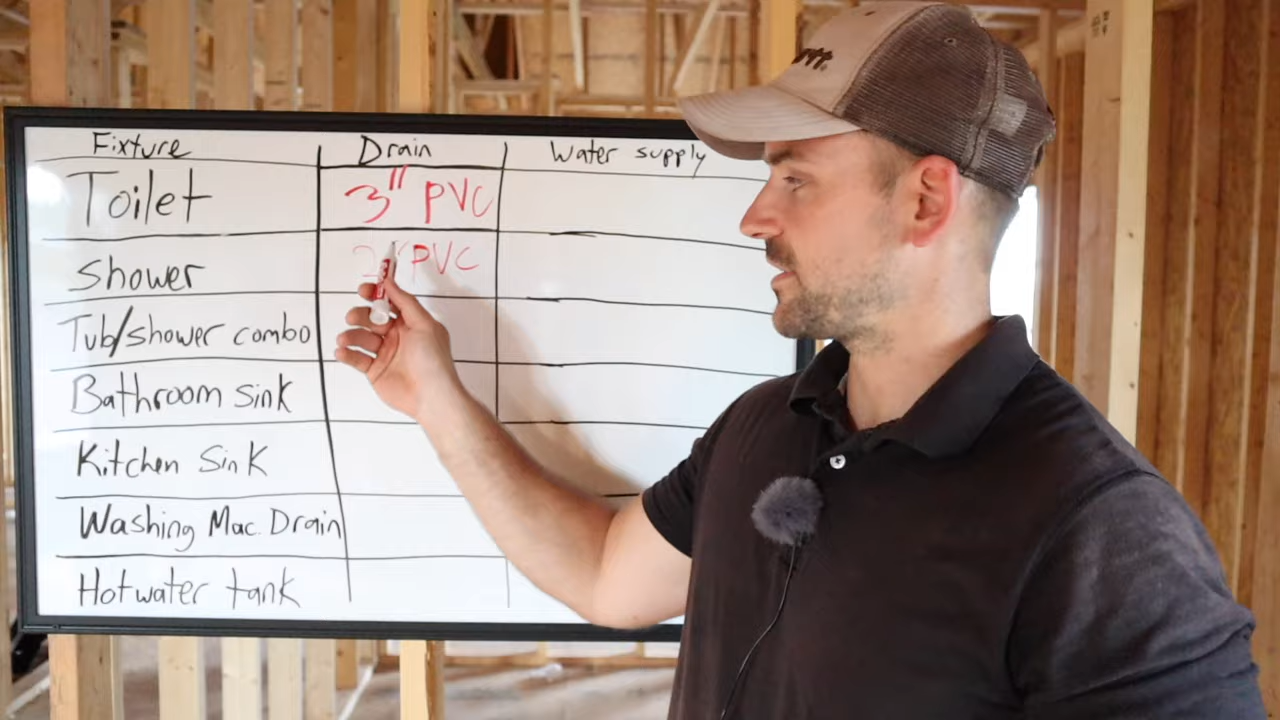 Fixture Drain Water supply
Toilet 3" PVC
Shower 2" PVC
Tub/shower combo
Bathroom Sink
Kitchen Sink
Washing Mac. Drain
Hotwater tank